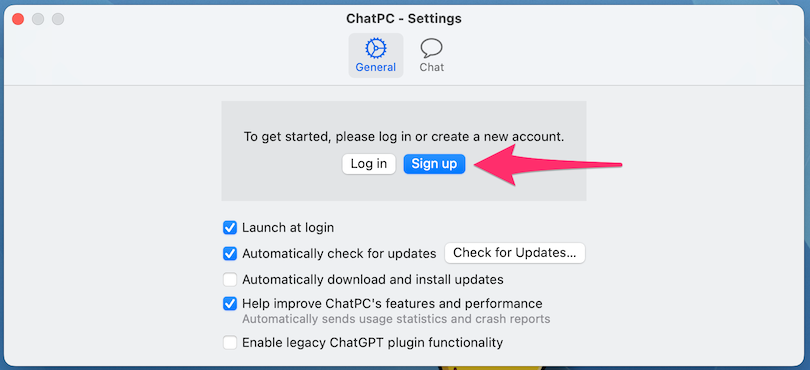 ChatPC - Settings
General
Chat
To get started, please log in or create a new account.
Log in
Sign up
Launch at login
Automatically check for updates
Check for Updates...
Automatically download and install updates
Help improve ChatPC's features and performance
Automatically sends usage statistics and crash reports
Enable legacy ChatGPT plugin functionality